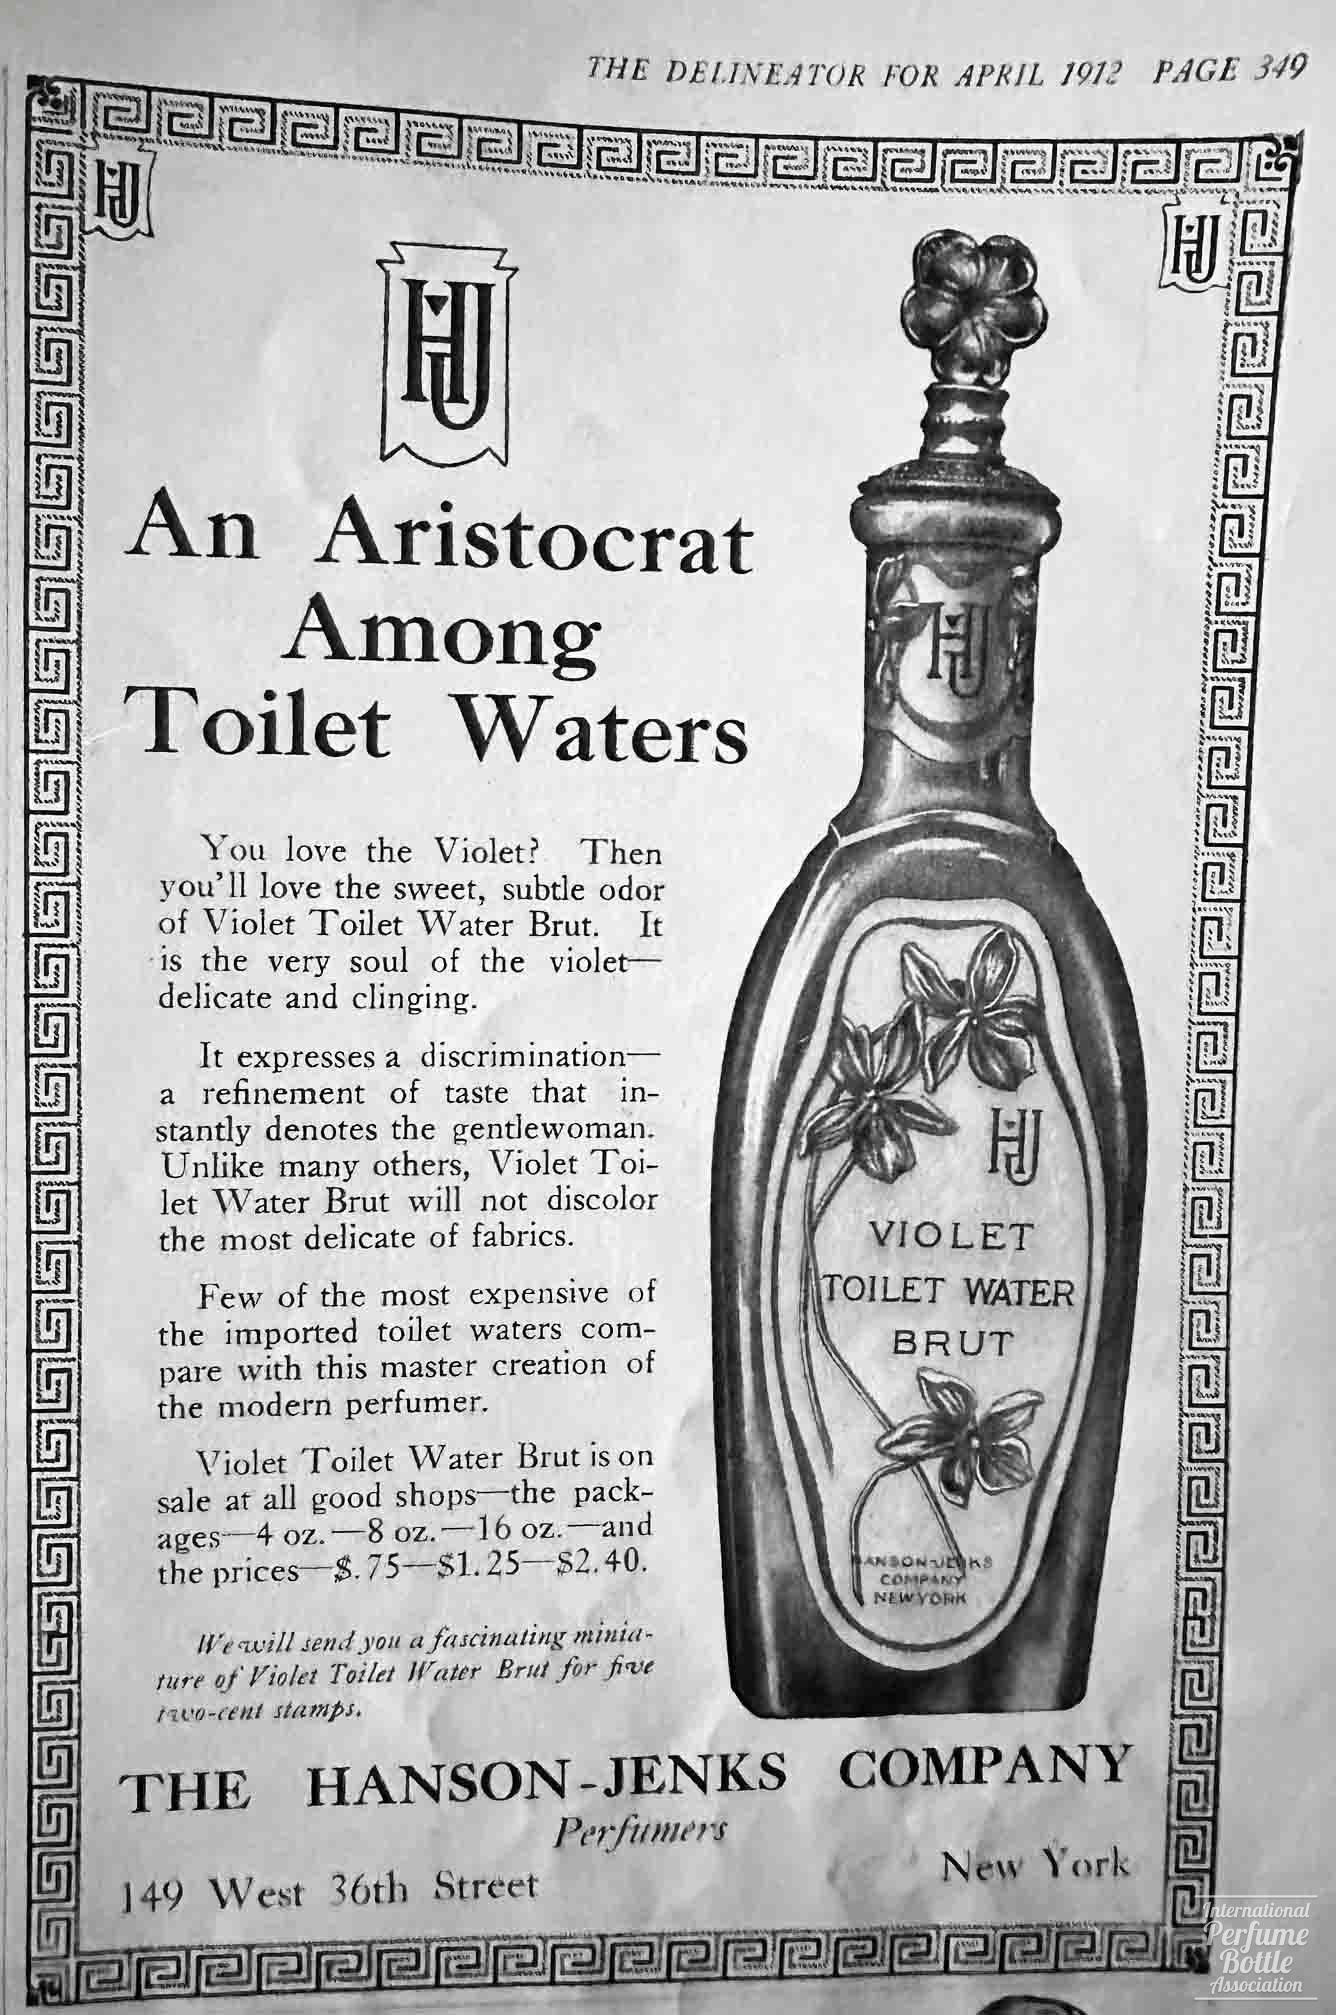 THE DELINEATOR FOR APRIL 1912 PAGE 349
HJ
HJ
HJ
An Aristocrat
Among
Toilet Waters
You love the Violet? Then
you'll love the sweet, subtle odor
of Violet Toilet Water Brut. It
is the very soul of the violet—
delicate and clinging.
It expresses a discrimination—
a refinement of taste that in-
stantly denotes the gentlewoman.
Unlike many others, Violet Toi-
let Water Brut will not discolor
the most delicate of fabrics.
Few of the most expensive of
the imported toilet waters com-
pare with this master creation of
the modern perfumer.
Violet Toilet Water Brut is on
sale at all good shops—the pack-
ages—4 oz.—8 oz.—16 oz.—and
the prices—$.75—$1.25—$2.40.
We will send you a fascinating minia-
ture of Violet Toilet Water Brut for five
two-cent stamps.
HJ
HJ
VIOLET
TOILET WATER
BRUT
HANSON-JENKS
COMPANY
NEW YORK
THE HANSON-JENKS COMPANY
Perfumers
149 West 36th Street
New York
International
Perfume
Bottle
Association